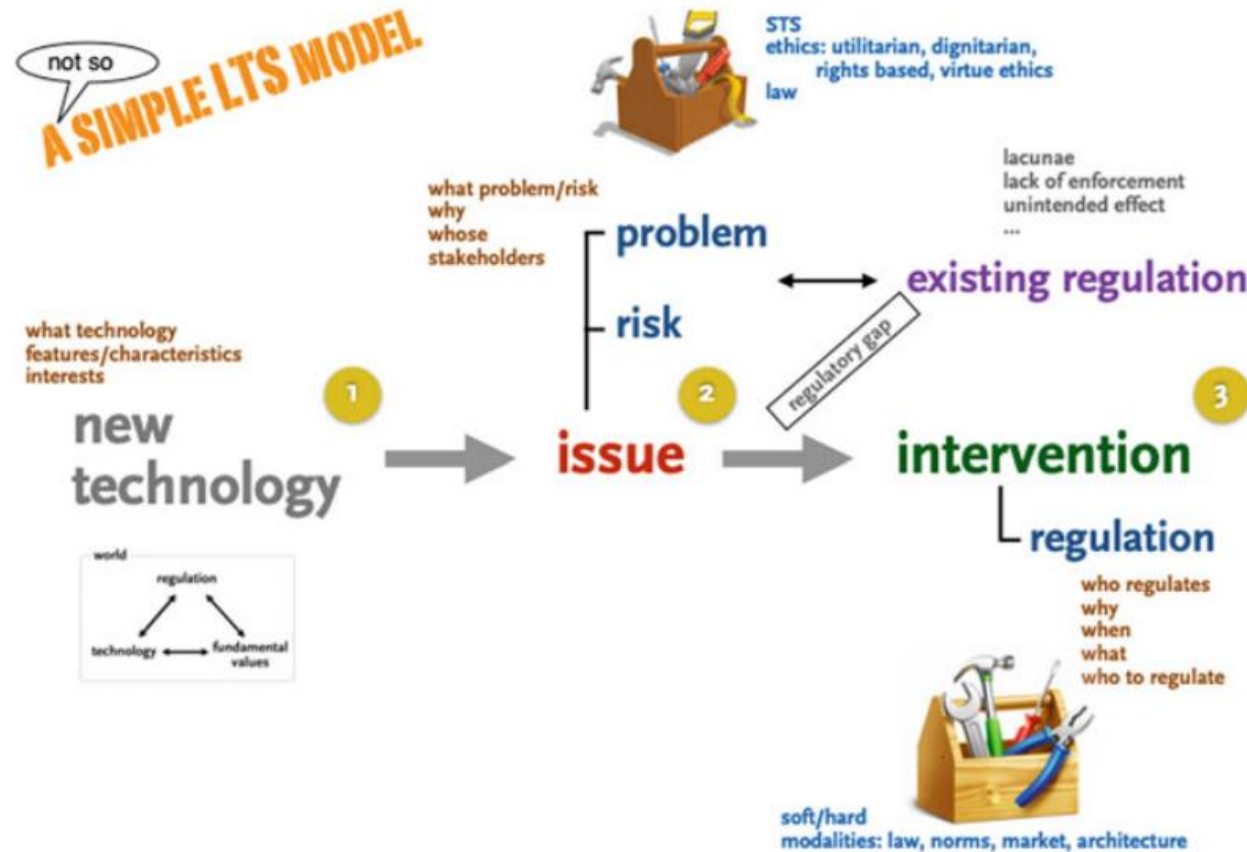 not so
A SIMPLE LTS MODEL
STS
ethics: utilitarian, dignitarian,
rights based, virtue ethics
law
lacunae
lack of enforcement
unintended effect
...
what problem/risk
why
whose
stakeholders
problem
existing regulation
risk
regulatory gap
what technology
features/characteristics
interests
1
2
3
new
technology
issue
intervention
regulation
world
regulation
technology
fundamental
values
who regulates
why
when
what
who to regulate
soft/hard
modalities: law, norms, market, architecture